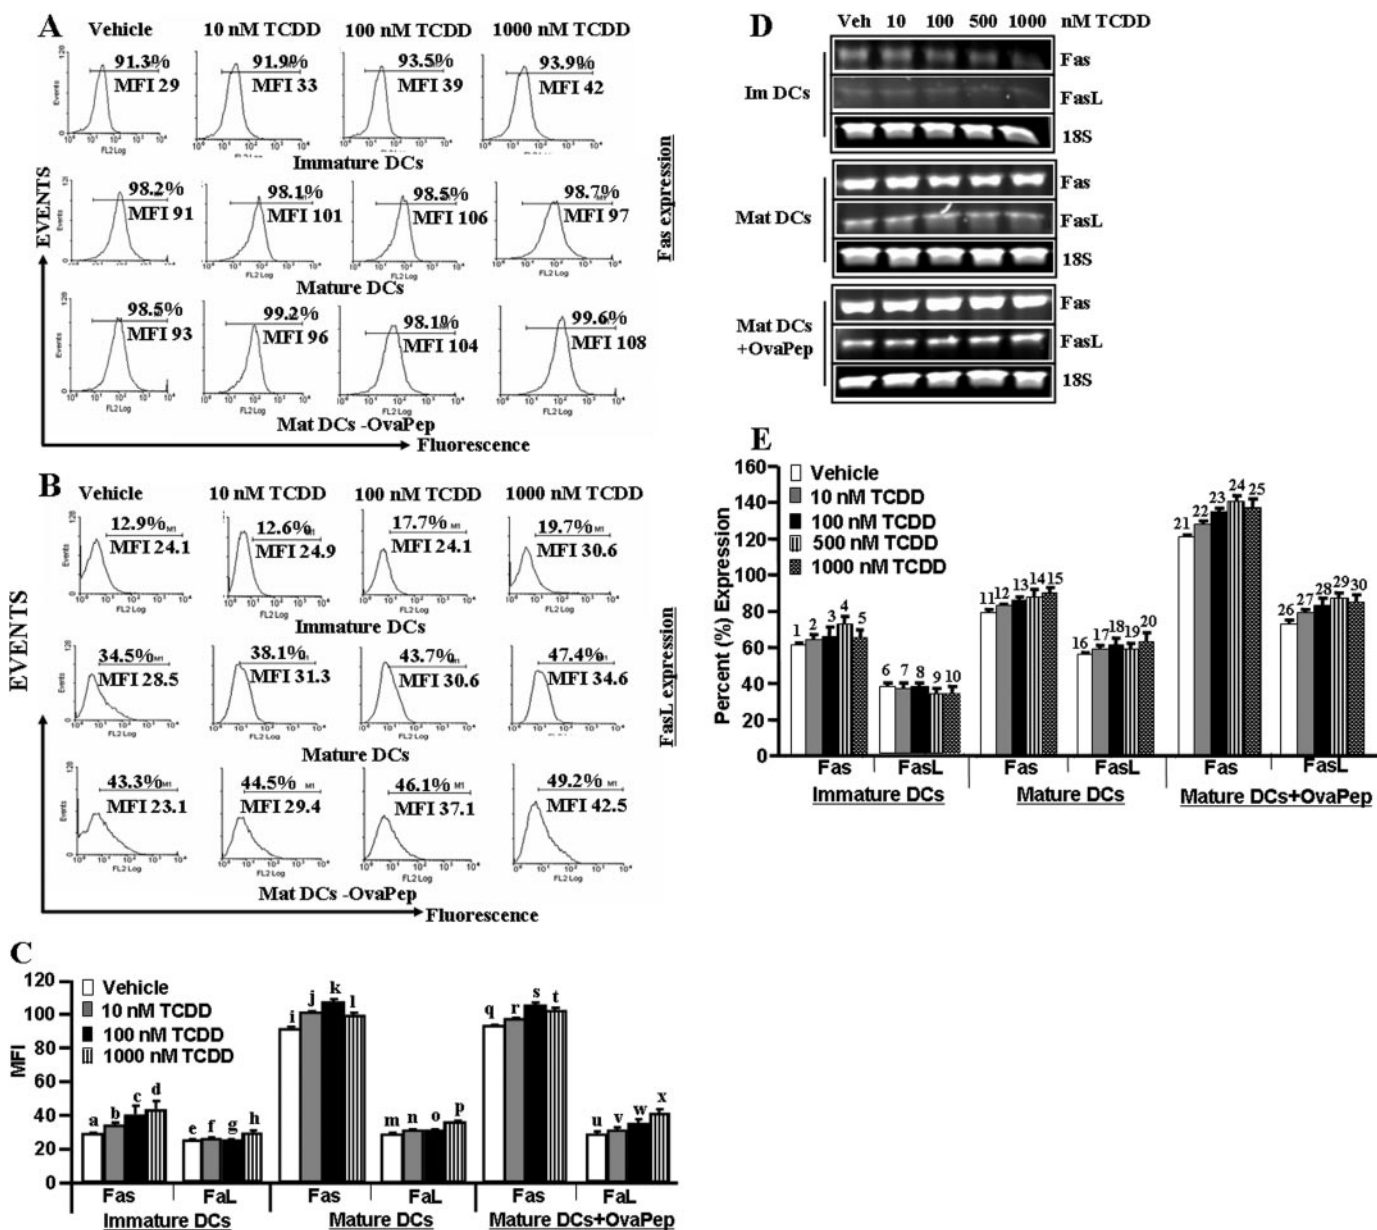 A
Vehicle 10 nM TCDD 100 nM TCDD 1000 nM TCDD
91.3% 91.9% 93.5% 93.9%
MFI 29 MFI 33 MFI 39 MFI 42
Immature DCs
98.2% 98.1% 98.5% 98.7%
MFI 91 MFI 101 MFI 106 MFI 97
Mature DCs
98.5% 99.2% 98.1% 99.6%
MFI 93 MFI 96 MFI 104 MFI 108
Mat DCs -OvaPep
EVENTS
Fluorescence
Fas expression
B
Vehicle 10 nM TCDD 100 nM TCDD 1000 nM TCDD
12.9% 12.6% 17.7% 19.7%
MFI 24.1 MFI 24.9 MFI 24.1 MFI 30.6
Immature DCs
34.5% 38.1% 43.7% 47.4%
MFI 28.5 MFI 31.3 MFI 30.6 MFI 34.6
Mature DCs
43.3% 44.5% 46.1% 49.2%
MFI 23.1 MFI 29.4 MFI 37.1 MFI 42.5
Mat DCs -OvaPep
EVENTS
Fluorescence
FasL expression
C
Vehicle
10 nM TCDD
100 nM TCDD
1000 nM TCDD
MFI
120
100
80
60
40
20
0
a b c d e f g h i j k l m n o p q r s t u v w x
Fas FaL Fas FaL Fas FaL
Immature DCs Mature DCs Mature DCs+OvaPep
D
Veh 10 100 500 1000 nM TCDD
Im DCs
Fas
FasL
18S
Mat DCs
Fas
FasL
18S
Mat DCs
+OvaPep
Fas
FasL
18S
E
Vehicle
10 nM TCDD
100 nM TCDD
500 nM TCDD
1000 nM TCDD
Percent (%) Expression
160
140
120
100
80
60
40
20
0
1 2 3 4 5 6 7 8 9 10 11 12 13 14 15 16 17 18 19 20 21 22 23 24 25 26 27 28 29 30
Fas FasL Fas FasL Fas FasL
Immature DCs Mature DCs Mature DCs+OvaPep